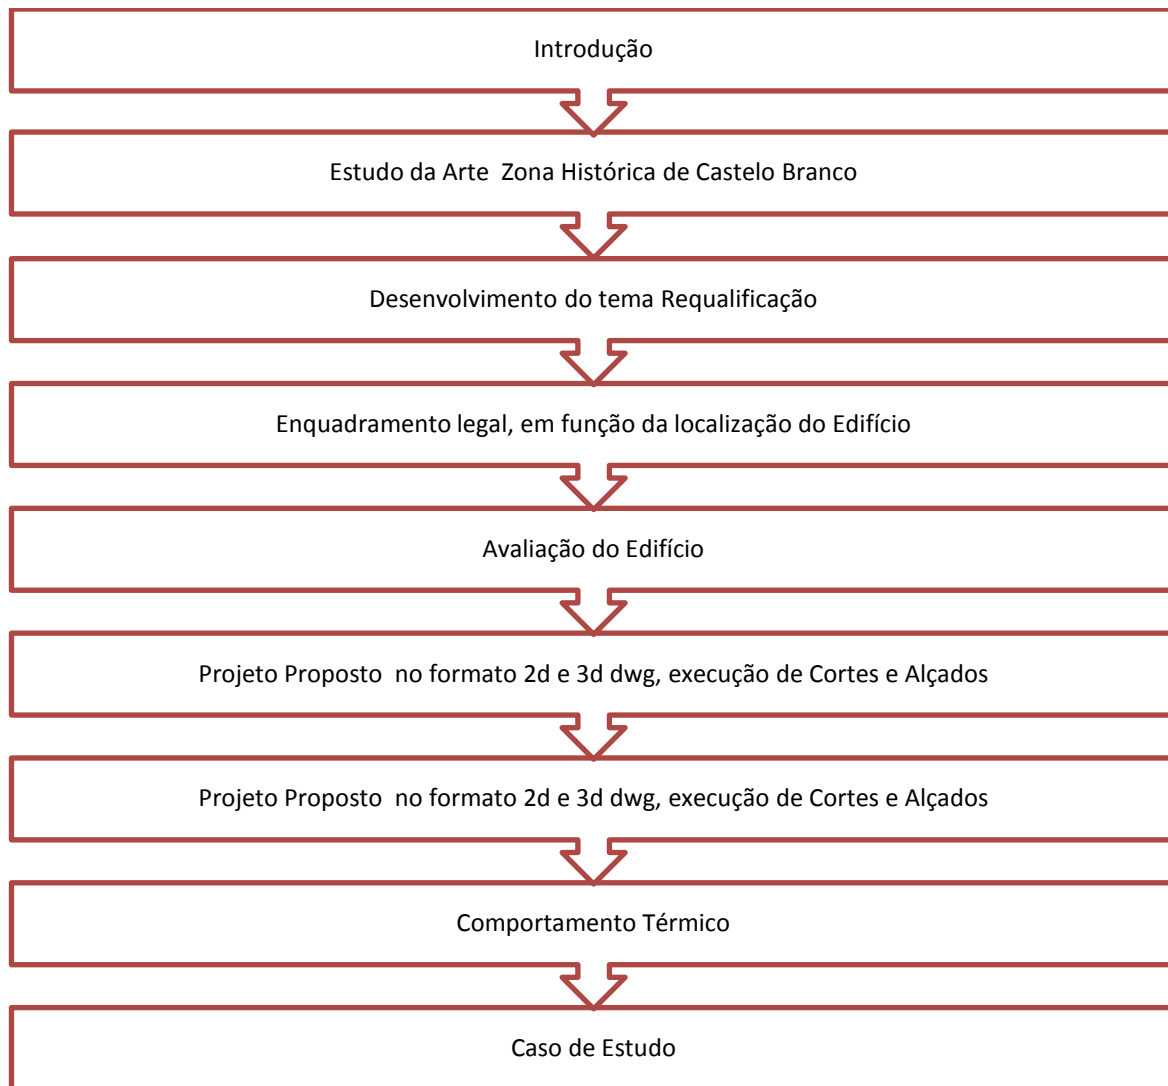 Introdução
Estudo da Arte  Zona Histórica de Castelo Branco
Desenvolvimento do tema Requalificação
Enquadramento legal, em função da localização do Edifício
Avaliação do Edifício
Projeto Proposto  no formato 2d e 3d dwg, execução de Cortes e Alçados
Projeto Proposto  no formato 2d e 3d dwg, execução de Cortes e Alçados
Comportamento Térmico
Caso de Estudo